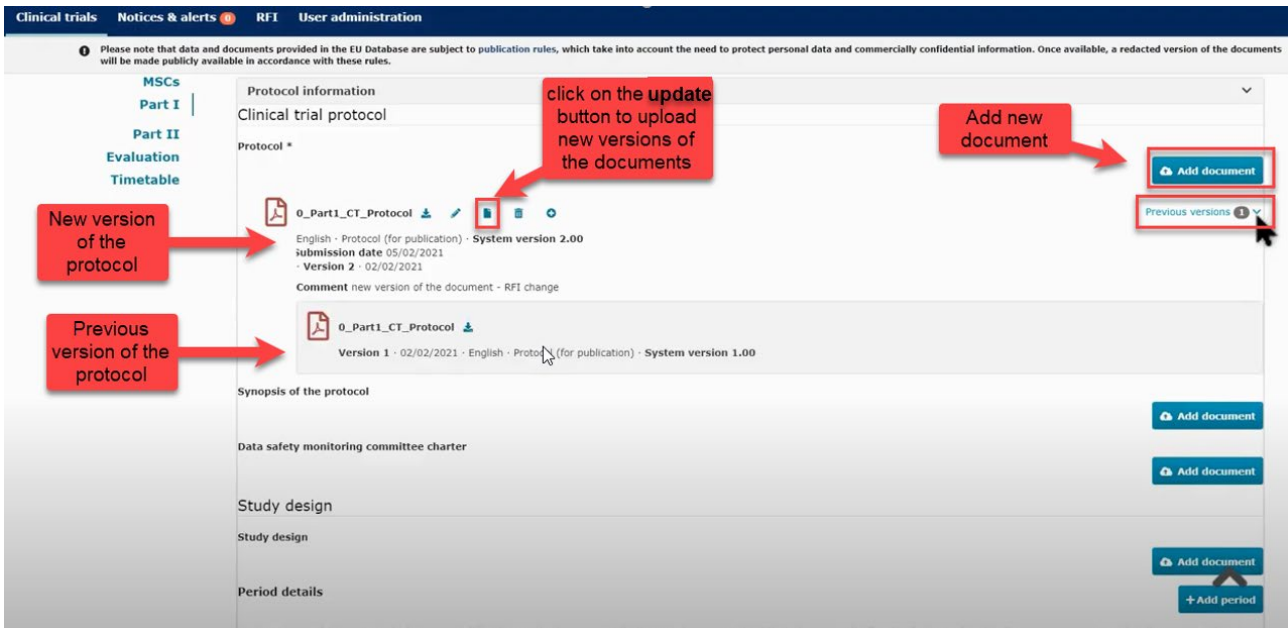 Clinical trials Notices & alerts 0 RFI User administration
Please note that data and documents provided in the EU Database are subject to publication rules, which take into account the need to protect personal data and commercially confidential information. Once available, a redacted version of the documents
will be made publicly available in accordance with these rules.
MSCs
Part I
Part II
Evaluation
Timetable
Protocol information
Clinical trial protocol
Protocol *
click on the update
button to upload
new versions of
the documents
Add new
document
Add document
New version
of the
protocol
0_Part1_CT_Protocol
Previous versions 1
English · Protocol (for publication) · System version 2.00
submission date 05/02/2021
· Version 2 · 02/02/2021
Comment new version of the document - RFI change
Previous
version of the
protocol
0_Part1_CT_Protocol
Version 1 · 02/02/2021 · English · Protocol (for publication) · System version 1.00
Synopsis of the protocol
Add document
Data safety monitoring committee charter
Add document
Study design
Study design
Add document
Period details
+Add period